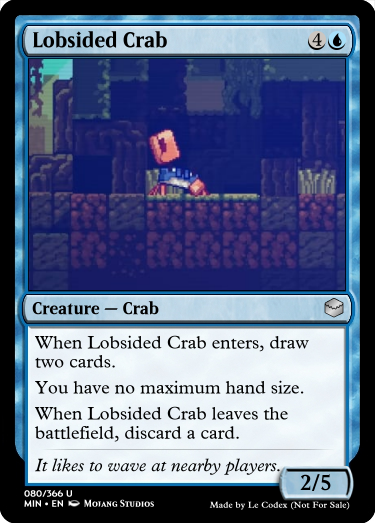 Lobsided Crab 4
Creature — Crab
When Lobsided Crab enters, draw
two cards.
You have no maximum hand size.
When Lobsided Crab leaves the
battlefield, discard a card.
It likes to wave at nearby players.
2/5
080/366 U
MIN • EN Mojang Studios
Made by Le Codex (Not For Sale)